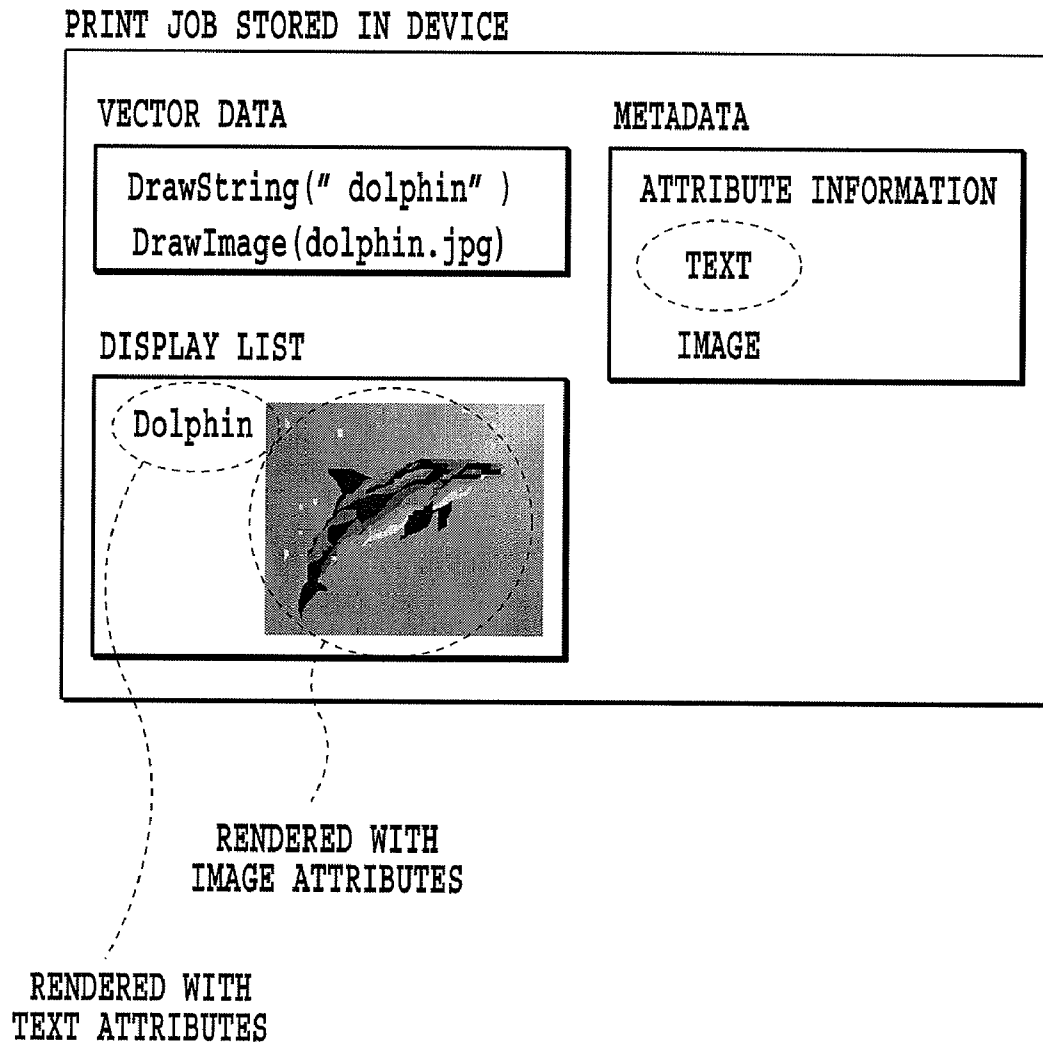 PRINT JOB STORED IN DEVICE
VECTOR DATA
DrawString(" dolphin" )
DrawImage(dolphin.jpg)
METADATA
ATTRIBUTE INFORMATION
TEXT
IMAGE
DISPLAY LIST
Dolphin
RENDERED WITH
IMAGE ATTRIBUTES
RENDERED WITH
TEXT ATTRIBUTES